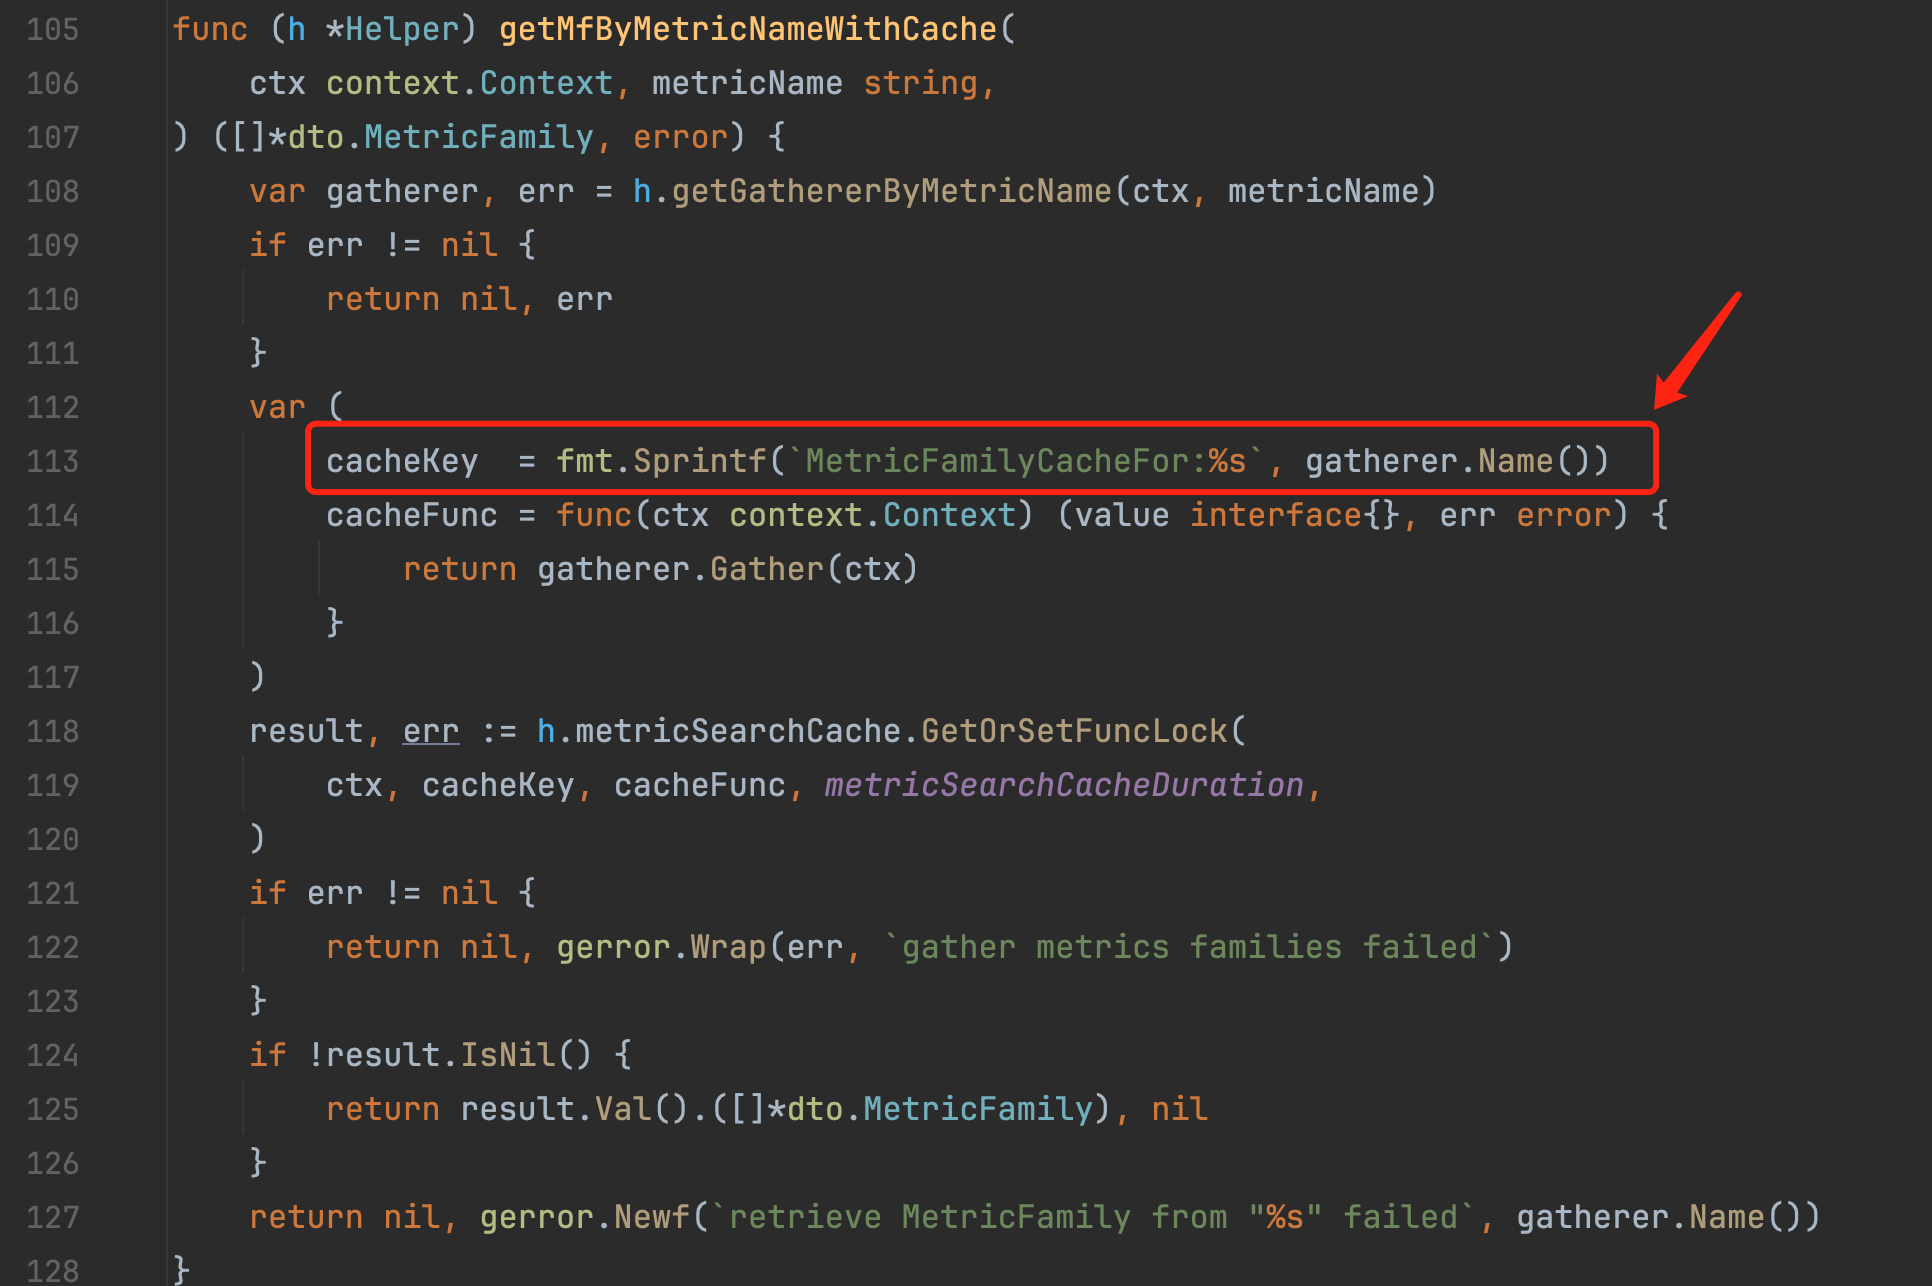 105 func (h *Helper) getMfByMetricNameWithCache(
106     ctx context.Context, metricName string,
107 ) ([]*dto.MetricFamily, error) {
108     var gatherer, err = h.getGathererByMetricName(ctx, metricName)
109     if err != nil {
110         return nil, err
111     }
112     var (
113         cacheKey  = fmt.Sprintf(`MetricFamilyCacheFor:%s`, gatherer.Name())
114         cacheFunc = func(ctx context.Context) (value interface{}, err error) {
115             return gatherer.Gather(ctx)
116         }
117     )
118     result, err := h.metricSearchCache.GetOrSetFuncLock(
119         ctx, cacheKey, cacheFunc, metricSearchCacheDuration,
120     )
121     if err != nil {
122         return nil, gerror.Wrap(err, `gather metrics families failed`)
123     }
124     if !result.IsNil() {
125         return result.Val().([]*dto.MetricFamily), nil
126     }
127     return nil, gerror.Newf(`retrieve MetricFamily from "%s" failed`, gatherer.Name())
128 }